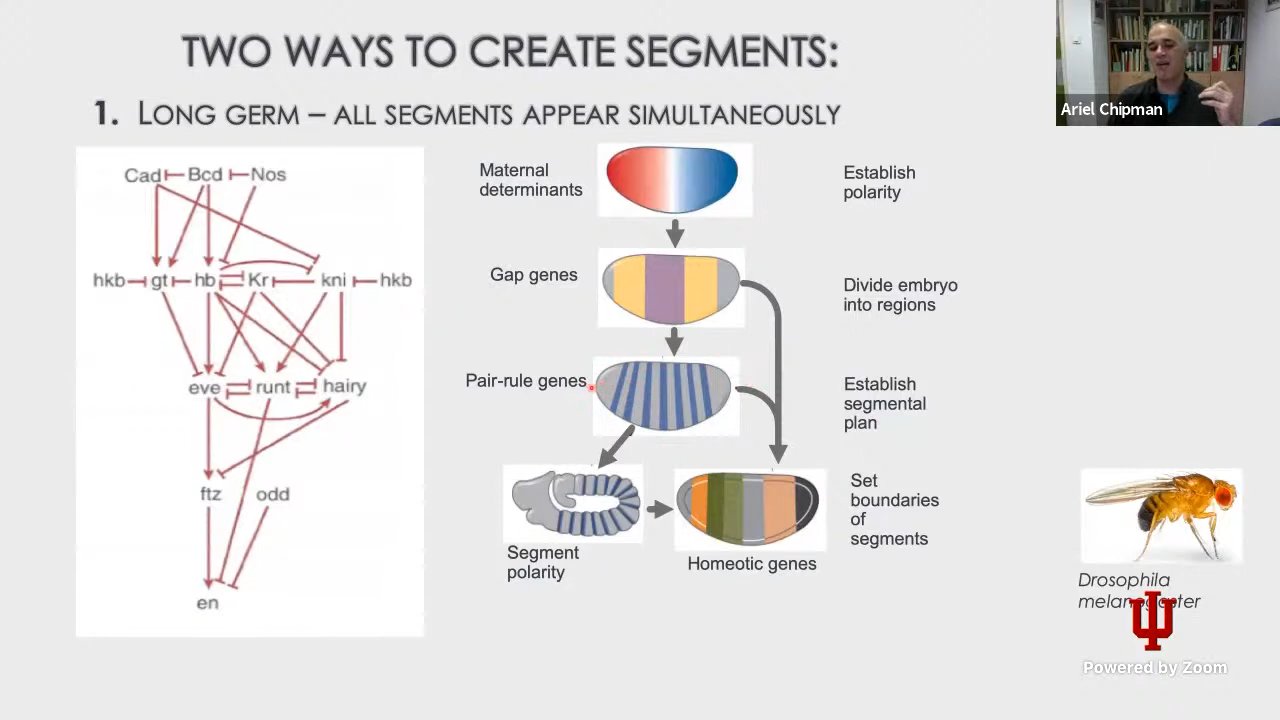 TWO WAYS TO CREATE SEGMENTS:
1. LONG GERM – ALL SEGMENTS APPEAR SIMULTANEOUSLY
Ariel Chipman
Cad Bcd Nos
hkb gt hb Kr kni hkb
eve runt hairy
ftz odd
en
Maternal
determinants
Establish
polarity
Gap genes
Divide embryo
into regions
Pair-rule genes
Establish
segmental
plan
Segment
polarity
Homeotic genes
Set
boundaries
of
segments
Drosophila
melanogaster
Powered by Zoom